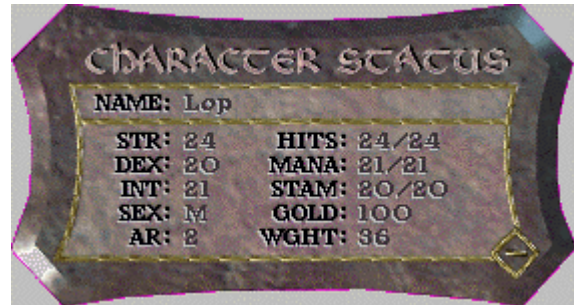 CHARACTER STATUS
NAME: Lop
STR: 24 HITS: 24/24
DEX: 20 MANA: 21/21
INT: 21 STAM: 20/20
SEX: M GOLD: 100
AR: 2 WGHT: 36